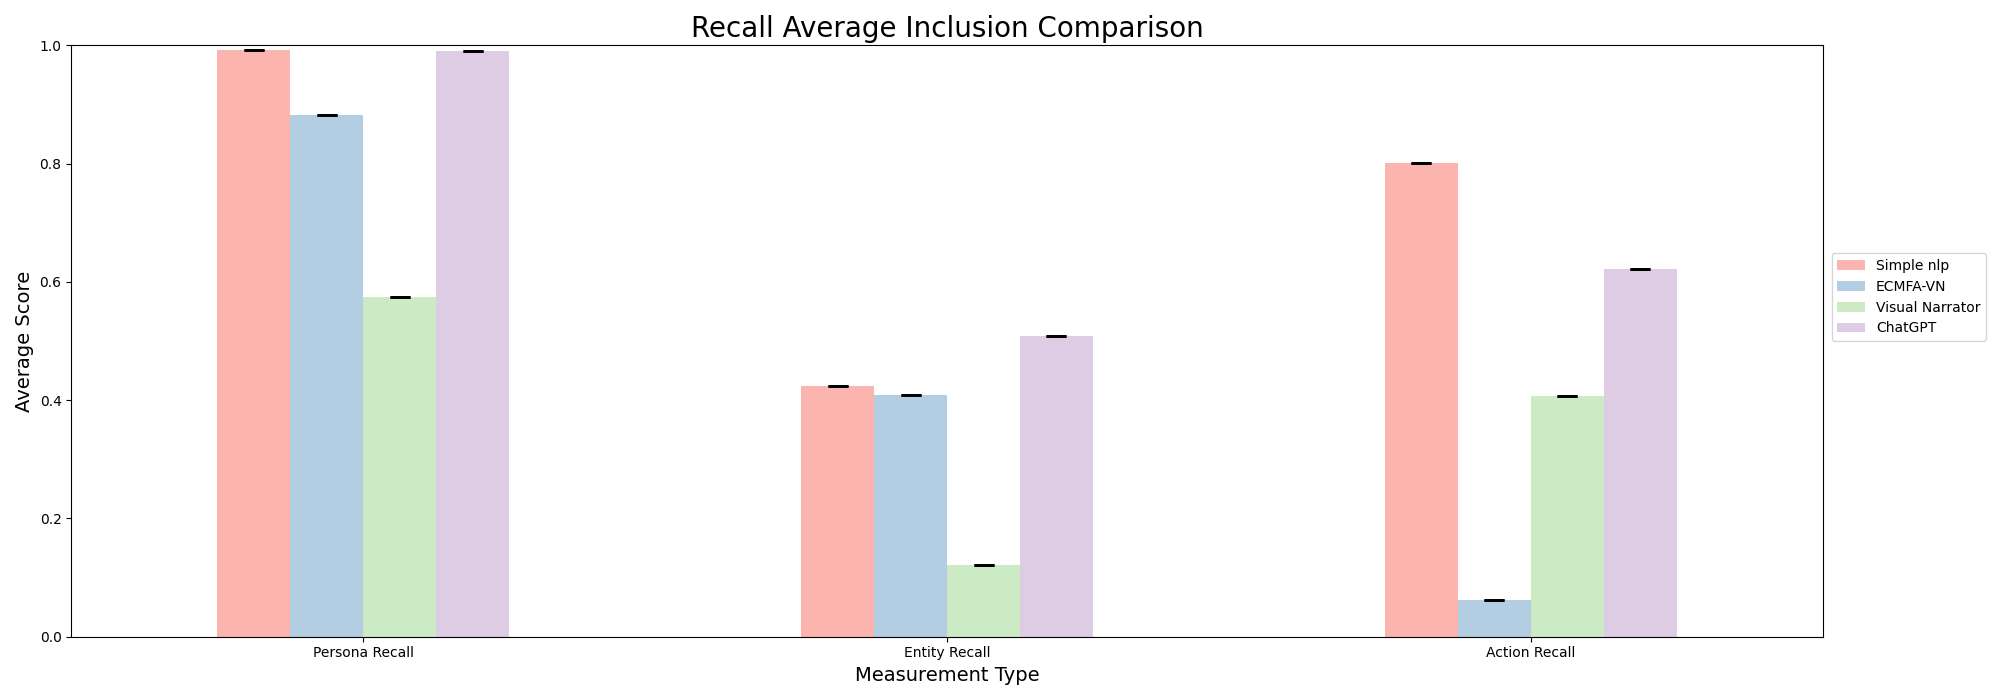 Recall Average Inclusion Comparison
Average Score
1.0
0.8
0.6
0.4
0.2
0.0
Persona Recall
Entity Recall
Action Recall
Measurement Type
Simple nlp
ECMFA-VN
Visual Narrator
ChatGPT